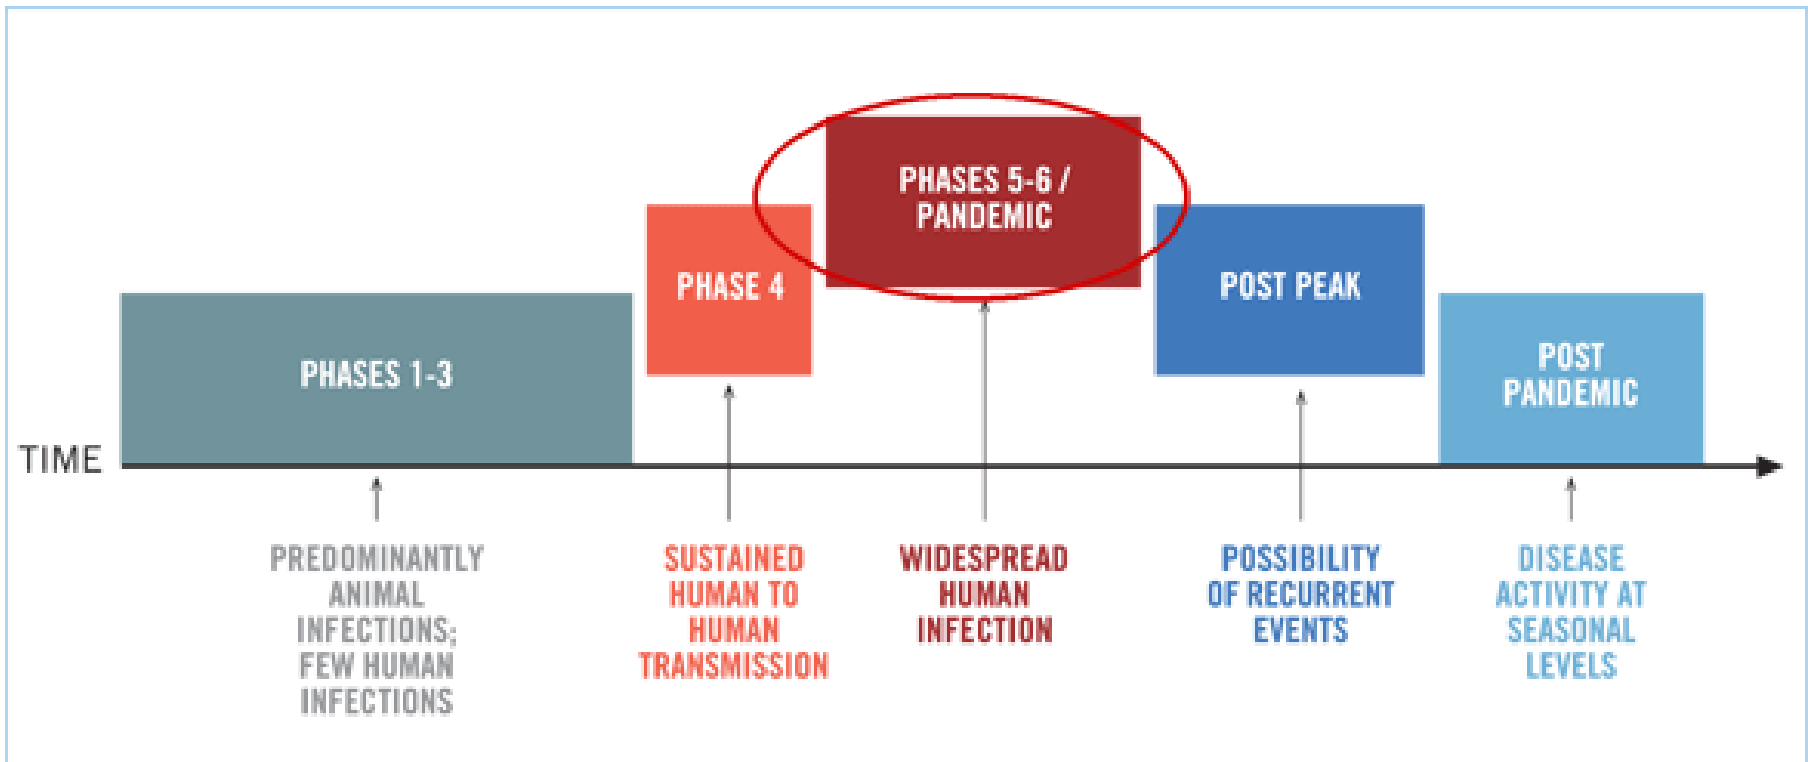 PHASES 5-6 /
PANDEMIC
PHASE 4
POST PEAK
PHASES 1-3
POST
PANDEMIC
TIME
PREDOMINANTLY
ANIMAL
INFECTIONS;
FEW HUMAN
INFECTIONS
SUSTAINED
HUMAN TO
HUMAN
TRANSMISSION
WIDESPREAD
HUMAN
INFECTION
POSSIBILITY
OF RECURRENT
EVENTS
DISEASE
ACTIVITY AT
SEASONAL
LEVELS